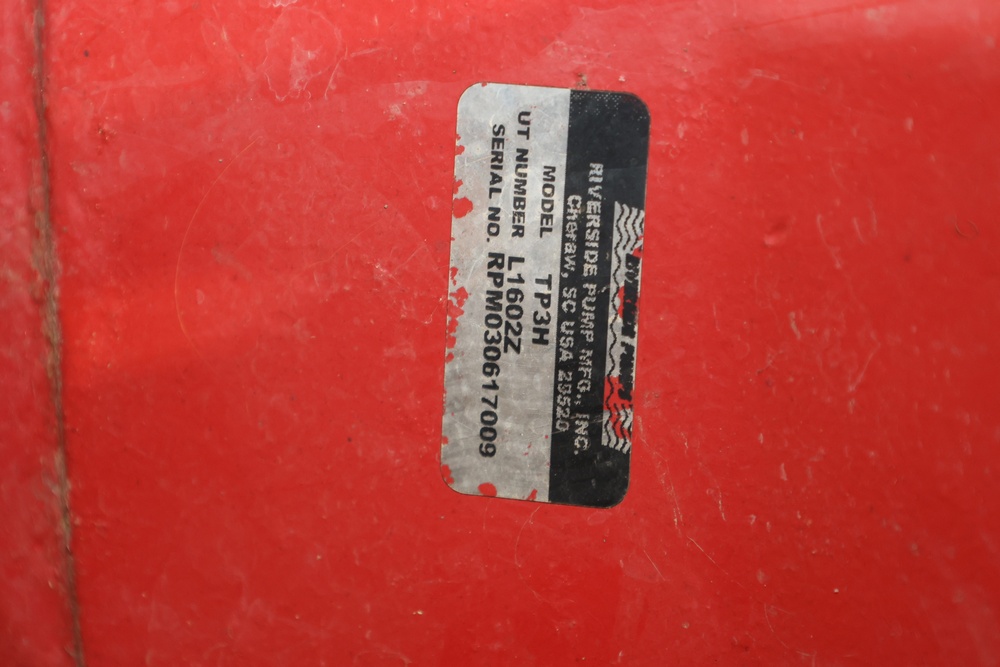 RIVERSIDE PUMP MFG., INC.
Cheraw, SC USA 29520
MODEL TP3H
UT NUMBER L1602Z
SERIAL NO. RPM030617009